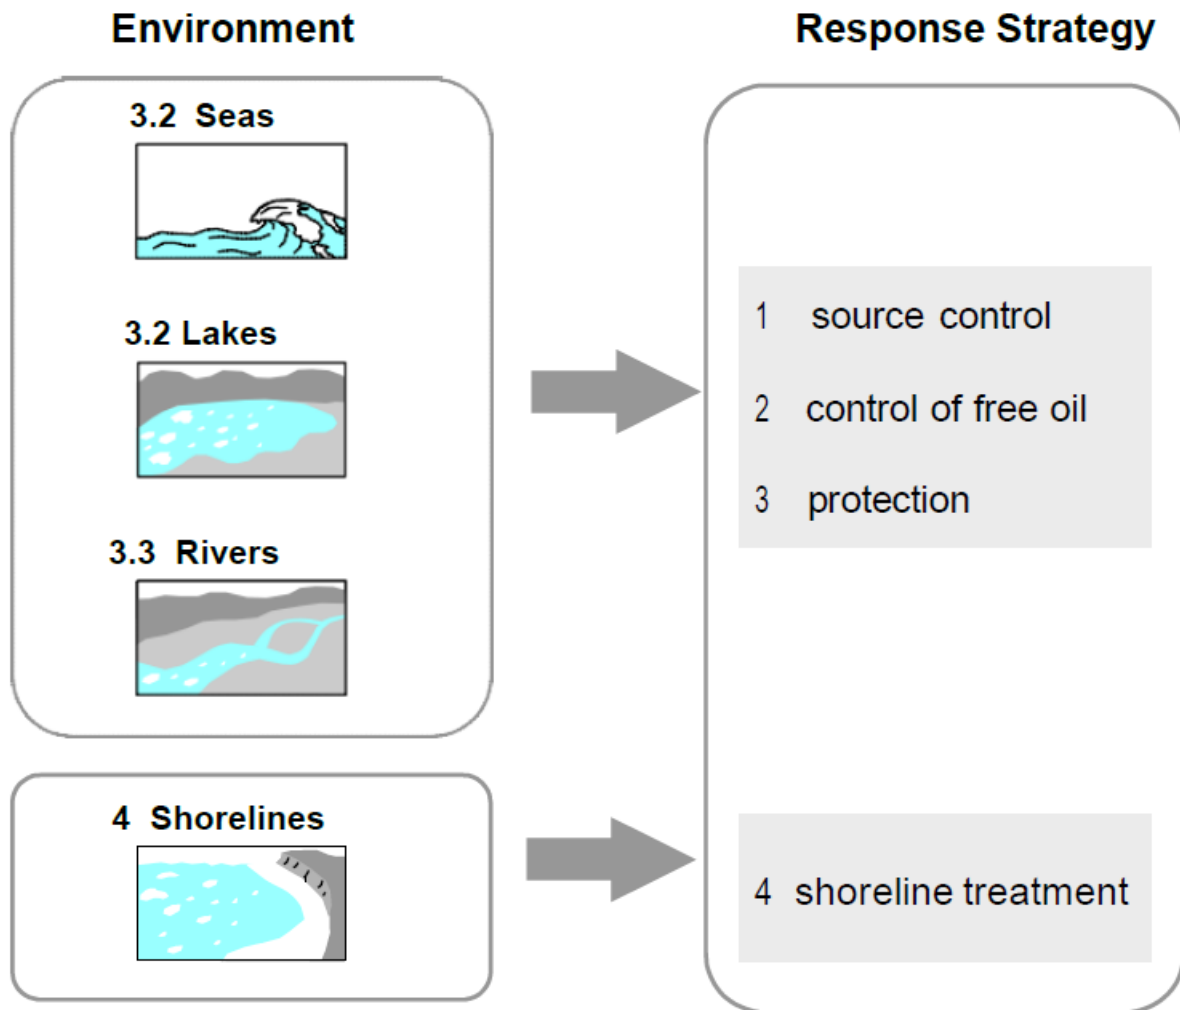 Environment
3.2 Seas
3.2 Lakes
3.3 Rivers
4 Shorelines
Response Strategy
1 source control
2 control of free oil
3 protection
4 shoreline treatment